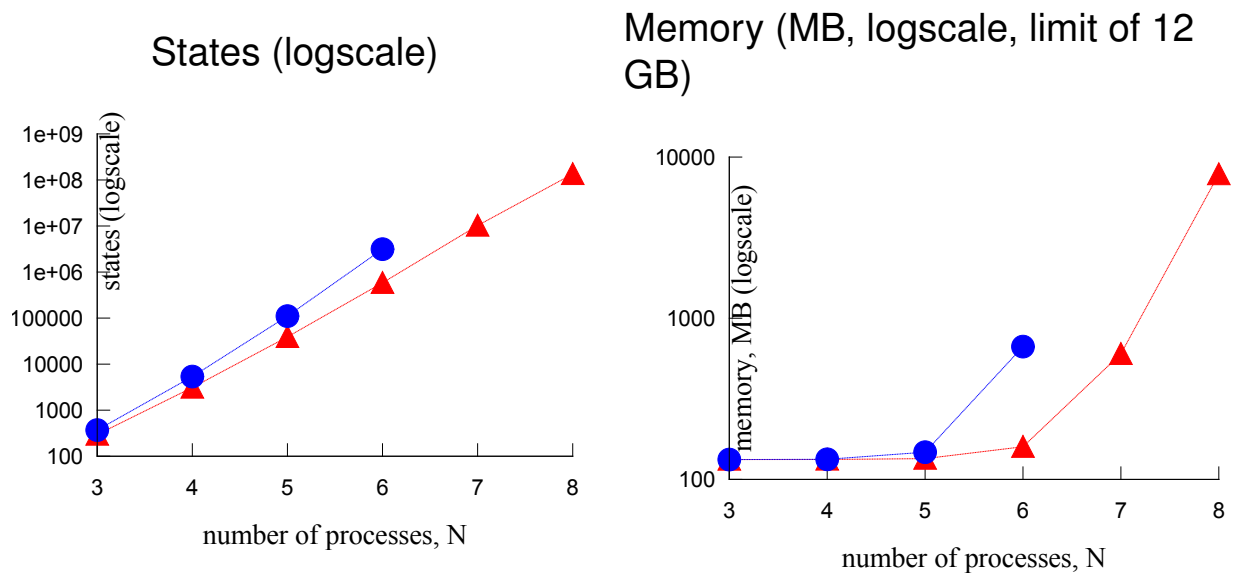 States (logscale)
1e+09
1e+08
1e+07
1e+06
100000
10000
1000
100
states (logscale)
3 4 5 6 7 8
number of processes, N
Memory (MB, logscale, limit of 12
GB)
10000
1000
100
memory, MB (logscale)
3 4 5 6 7 8
number of processes, N